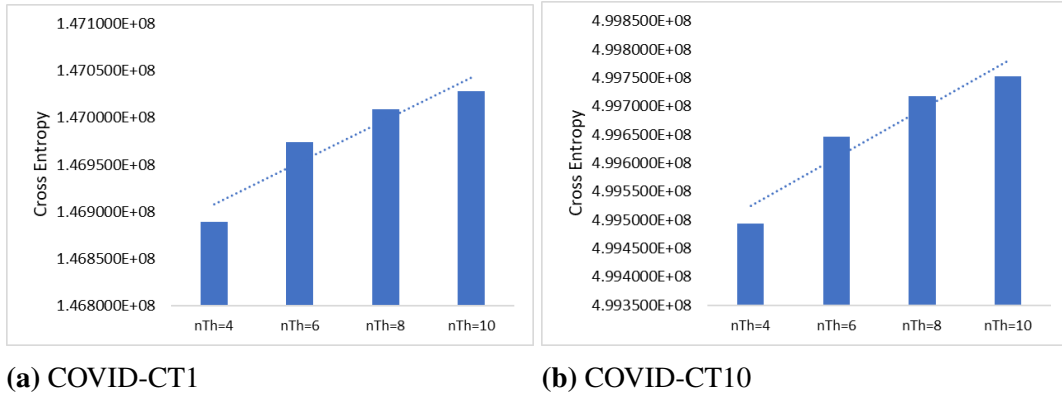 1.471000E+08
1.470500E+08
1.470000E+08
1.469500E+08
1.469000E+08
1.468500E+08
1.468000E+08
Cross Entropy
nTh=4 nTh=6 nTh=8 nTh=10
(a) COVID-CT1
4.998500E+08
4.998000E+08
4.997500E+08
4.997000E+08
4.996500E+08
4.996000E+08
4.995500E+08
4.995000E+08
4.994500E+08
4.994000E+08
4.993500E+08
Cross Entropy
nTh=4 nTh=6 nTh=8 nTh=10
(b) COVID-CT10